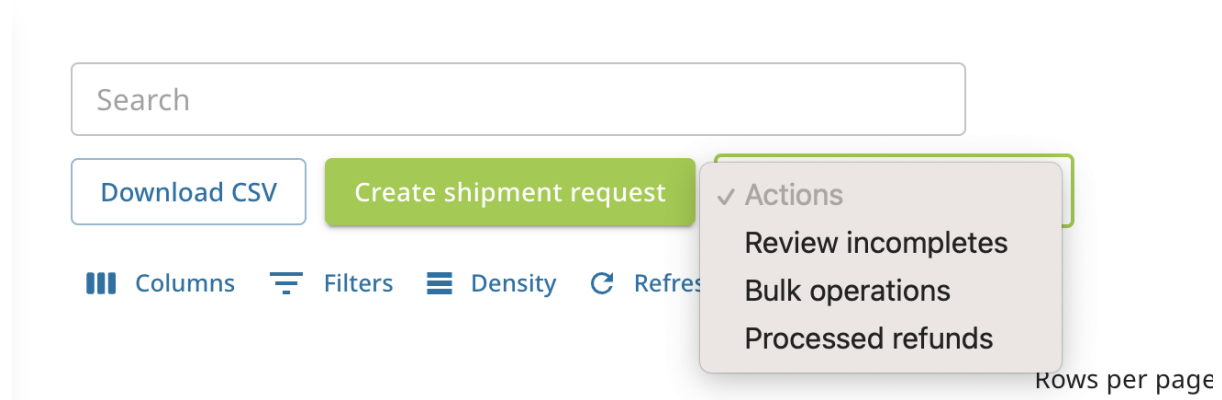 Search
Download CSV
Create shipment request
Actions
Review incompletes
Bulk operations
Processed refunds
Columns
Filters
Density
Refres
Rows per page